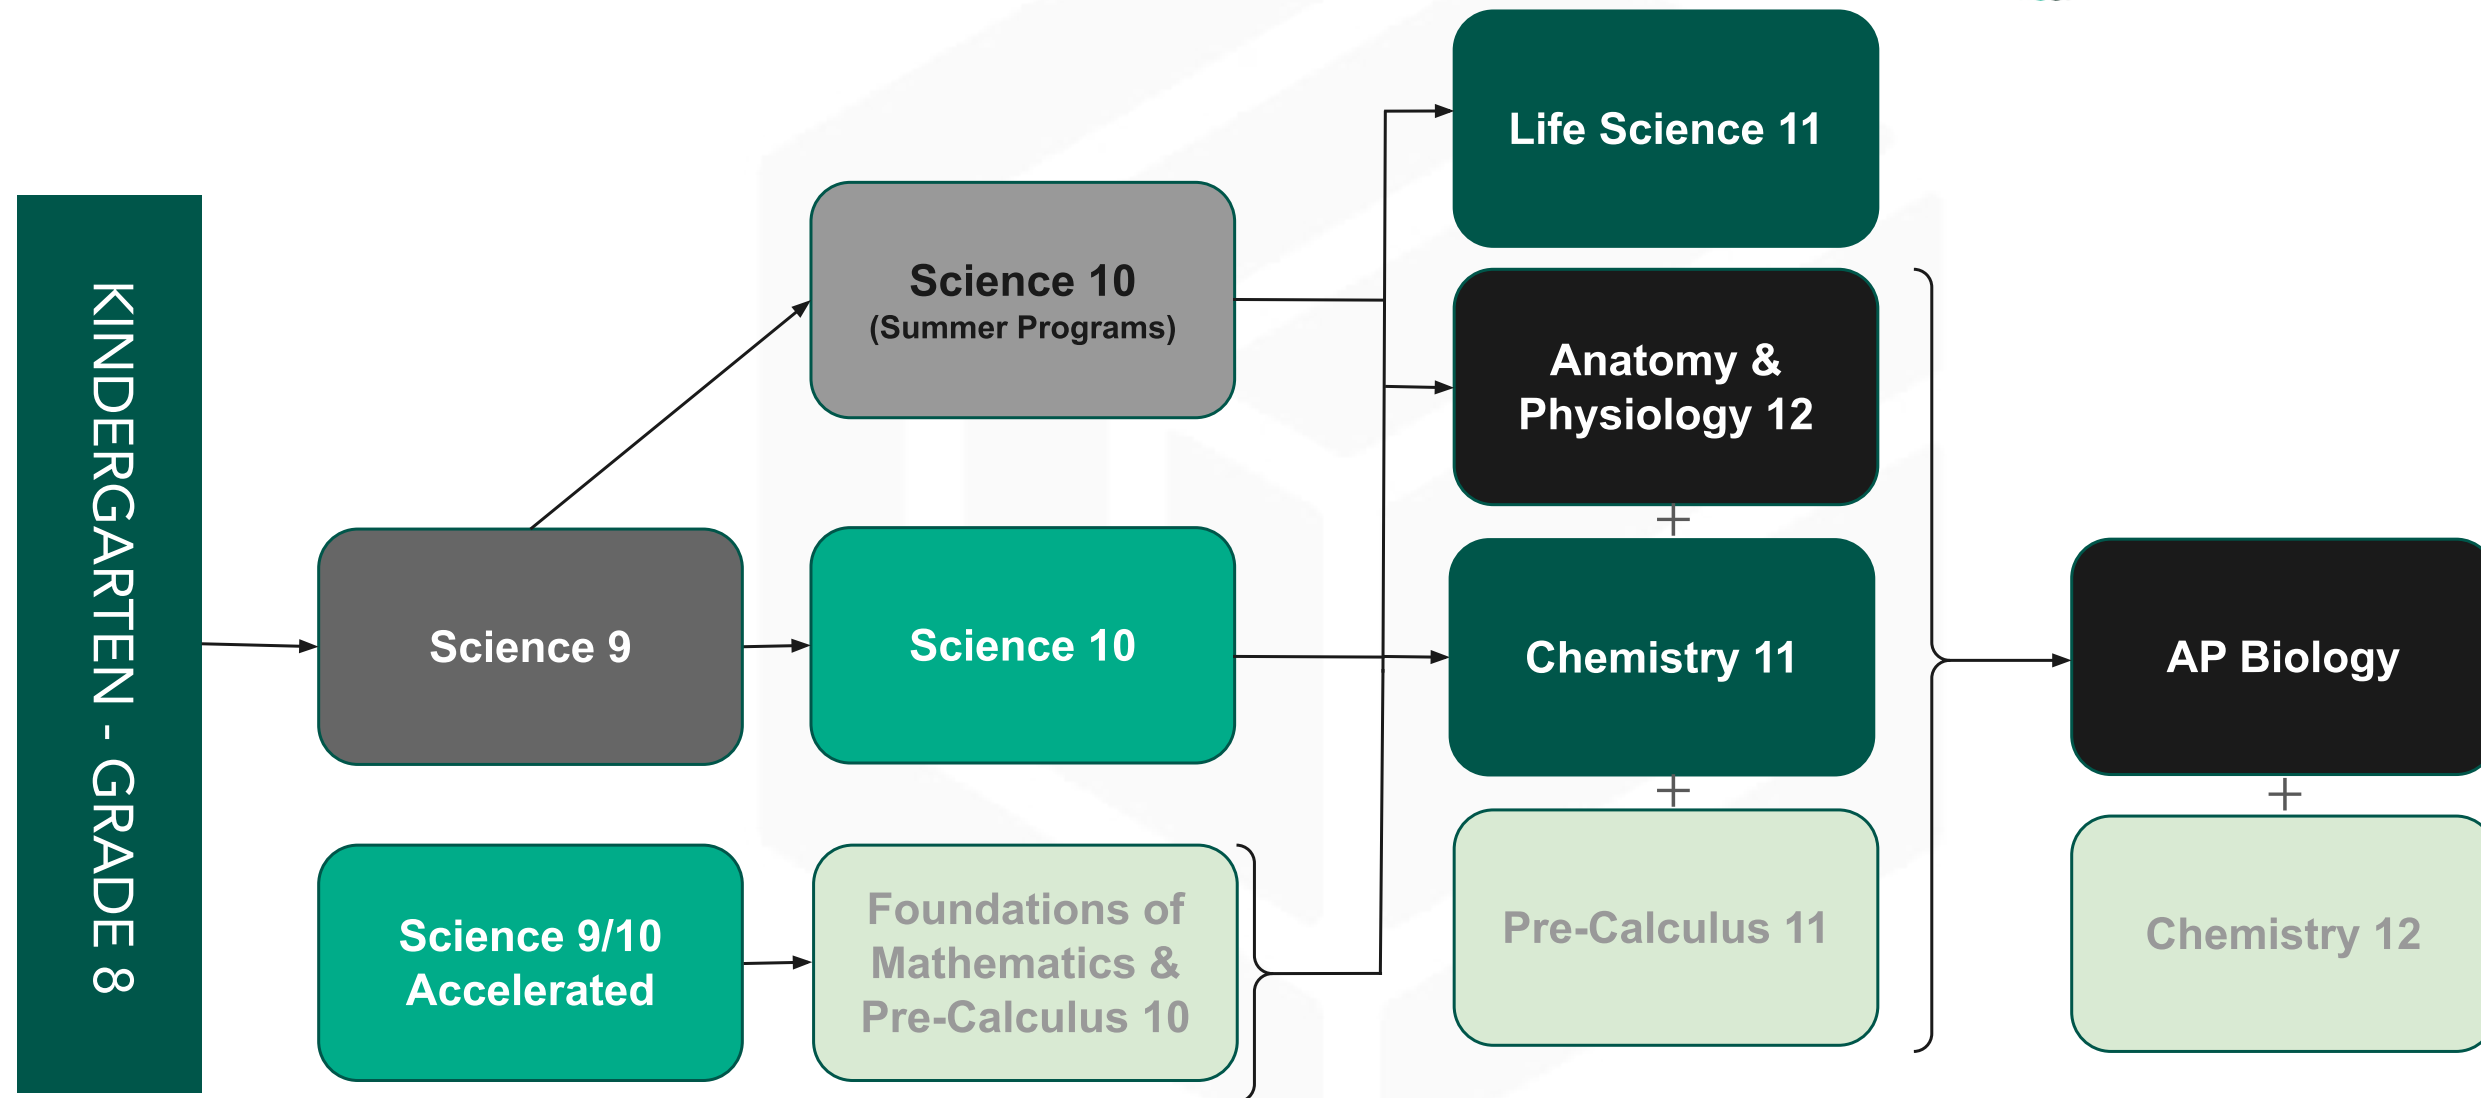 KINDERGARTEN - GRADE 8
Science 9
Science 9/10
Accelerated
Science 10
(Summer Programs)
Science 10
Foundations of
Mathematics &
Pre-Calculus 10
Life Science 11
Anatomy &
Physiology 12
+
Chemistry 11
+
Pre-Calculus 11
AP Biology
+
Chemistry 12